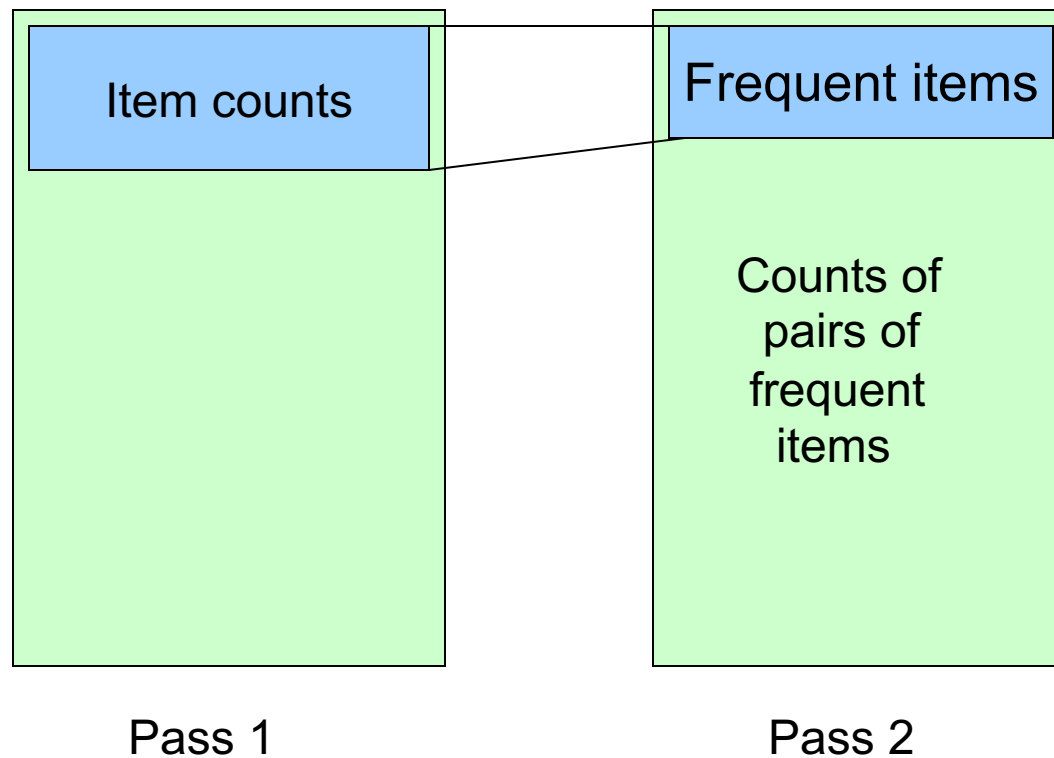 Item counts
Frequent items
Counts of
pairs of
frequent
items
Pass 1
Pass 2